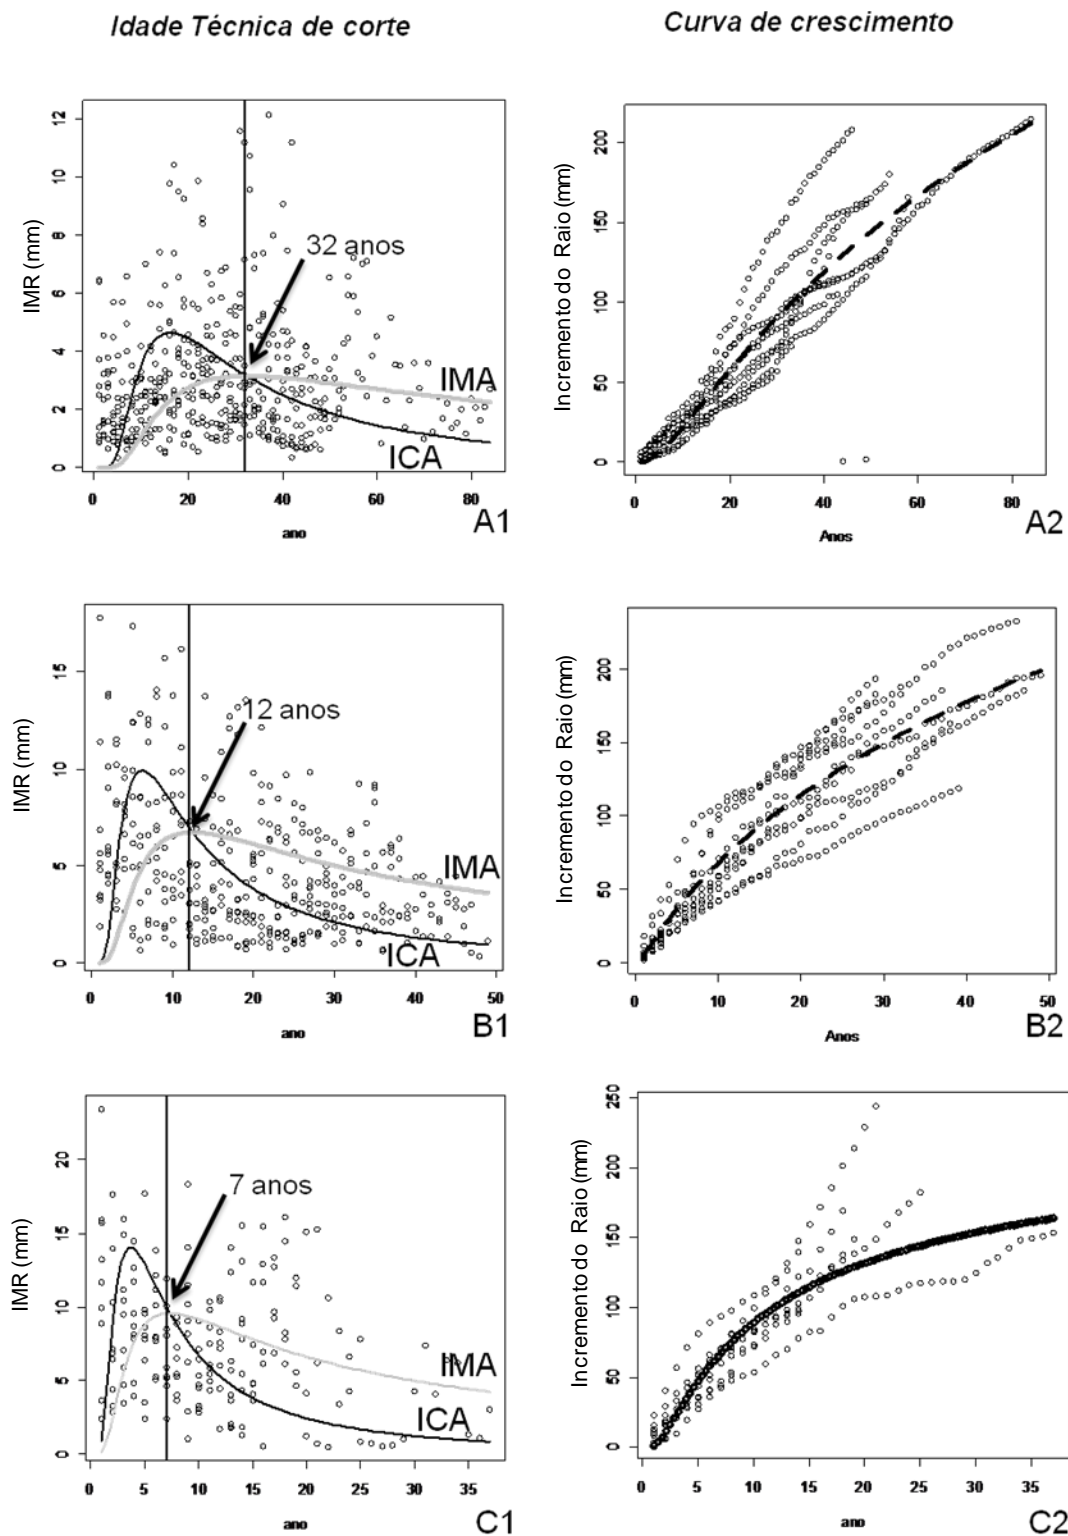 Idade Técnica de corte
Curva de crescimento
IMR (mm)
12
10
8
6
4
2
0
32 anos
IMA
ICA
0 20 40 60 80
ano
A1
Incremento do Raio (mm)
200
150
100
50
0
0 20 40 60 80
Anos
A2
IMR (mm)
15
10
5
0
12 anos
IMA
ICA
0 10 20 30 40 50
ano
B1
Incremento do Raio (mm)
200
150
100
50
0
0 10 20 30 40 50
Anos
B2
IMR (mm)
20
15
10
5
0
7 anos
IMA
ICA
0 5 10 15 20 25 30 35
ano
C1
Incremento do Raio (mm)
250
200
150
100
50
0
0 5 10 15 20 25 30 35
ano
C2